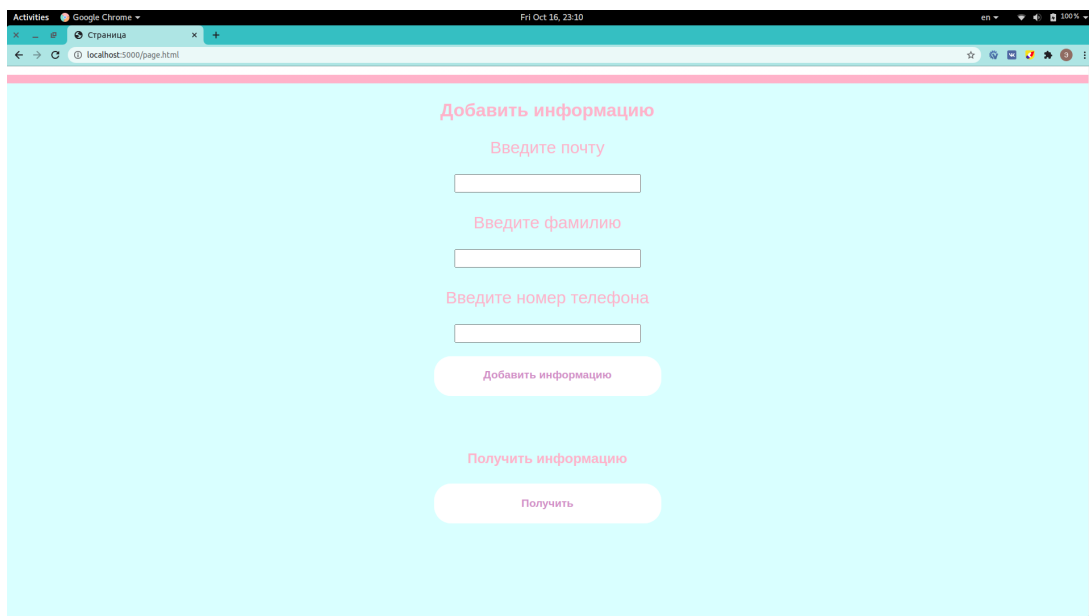 Activities Google Chrome Fri Oct 16, 23:10 en 100%
Страница
localhost:5000/page.html
Добавить информацию
Введите почту
Введите фамилию
Введите номер телефона
Добавить информацию
Получить информацию
Получить